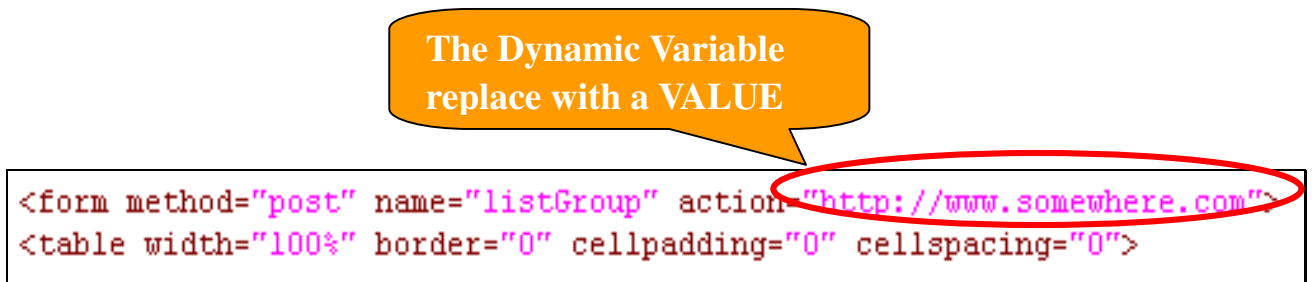 The Dynamic Variable
replace with a VALUE
<form method="post" name="listGroup" action="http://www.somewhere.com">
<table width="100%" border="0" cellpadding="0" cellspacing="0">